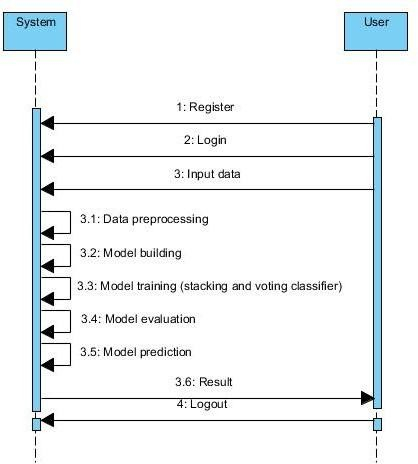 System
User
1: Register
2: Login
3: Input data
3.1: Data preprocessing
3.2: Model building
3.3: Model training (stacking and voting classifier)
3.4: Model evaluation
3.5: Model prediction
3.6: Result
4: Logout